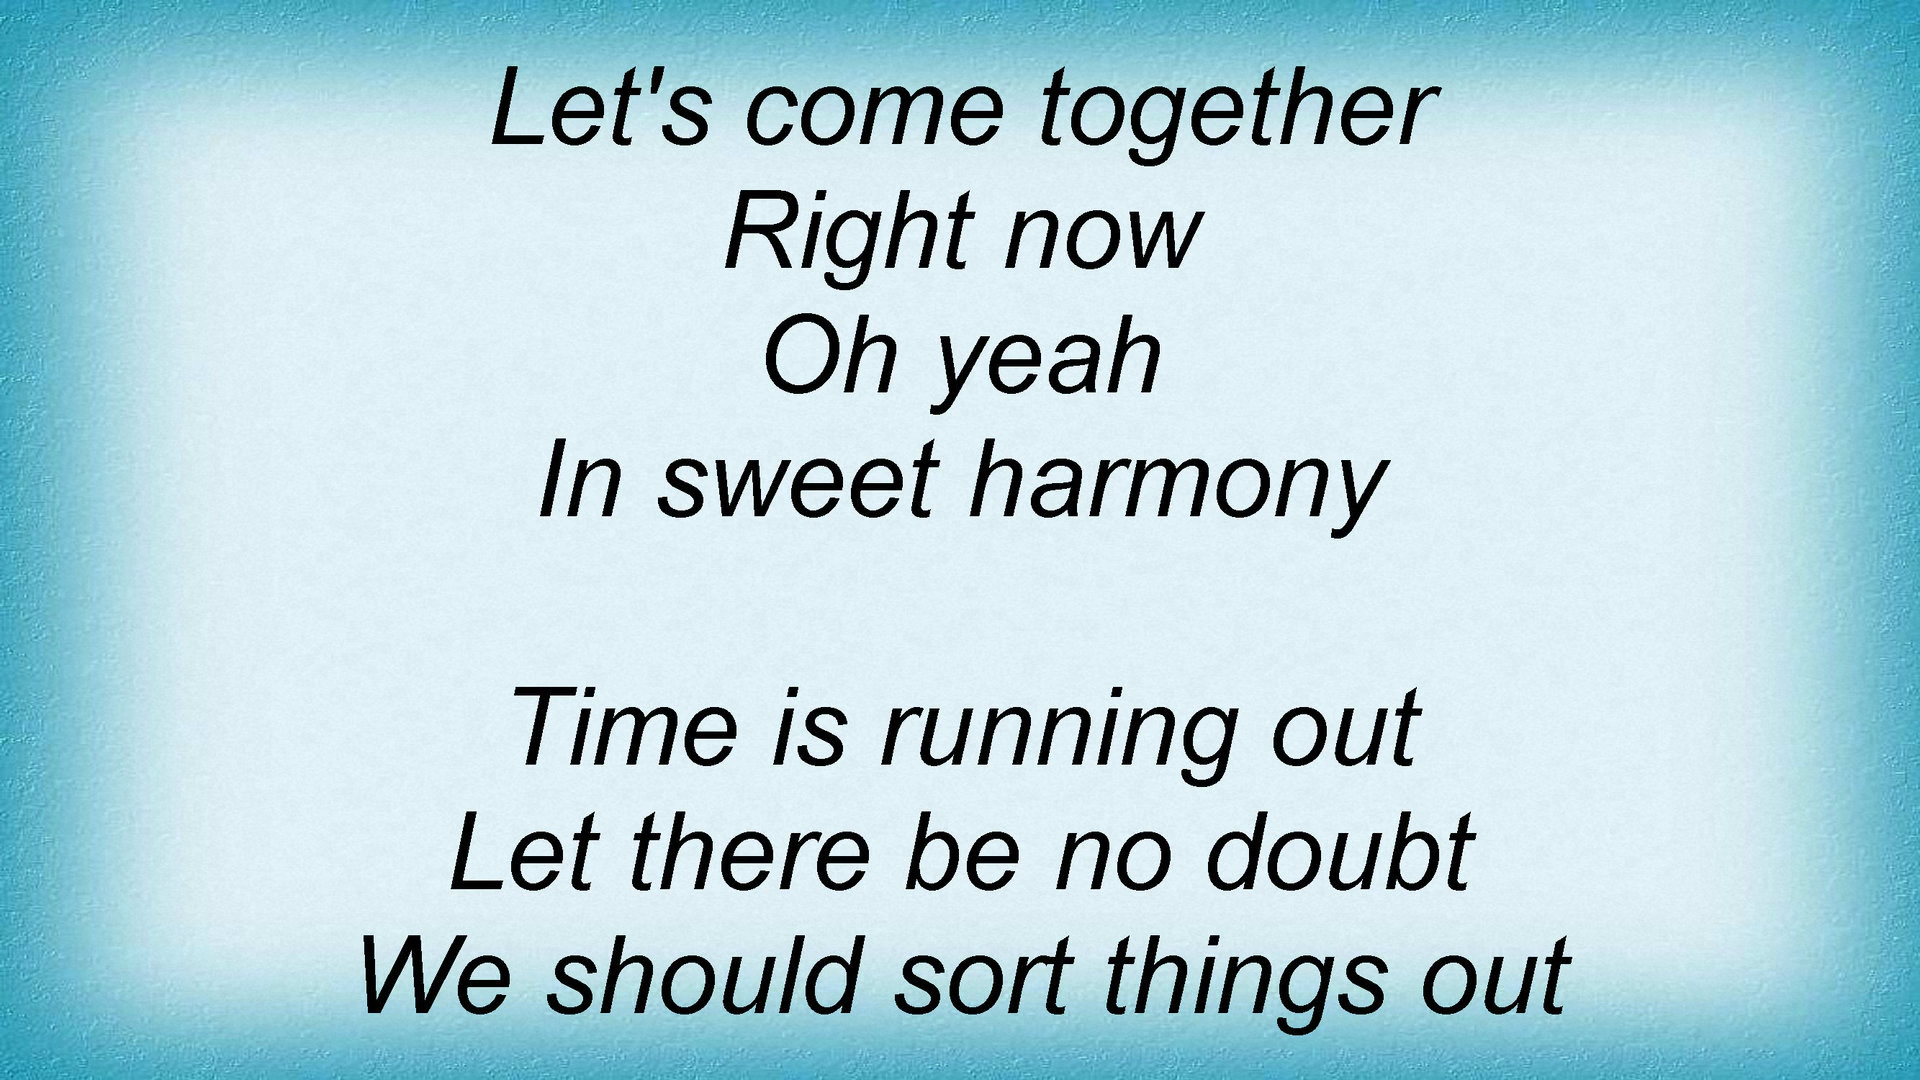 Let's come together
Right now
Oh yeah
In sweet harmony
Time is running out
Let there be no doubt
We should sort things out